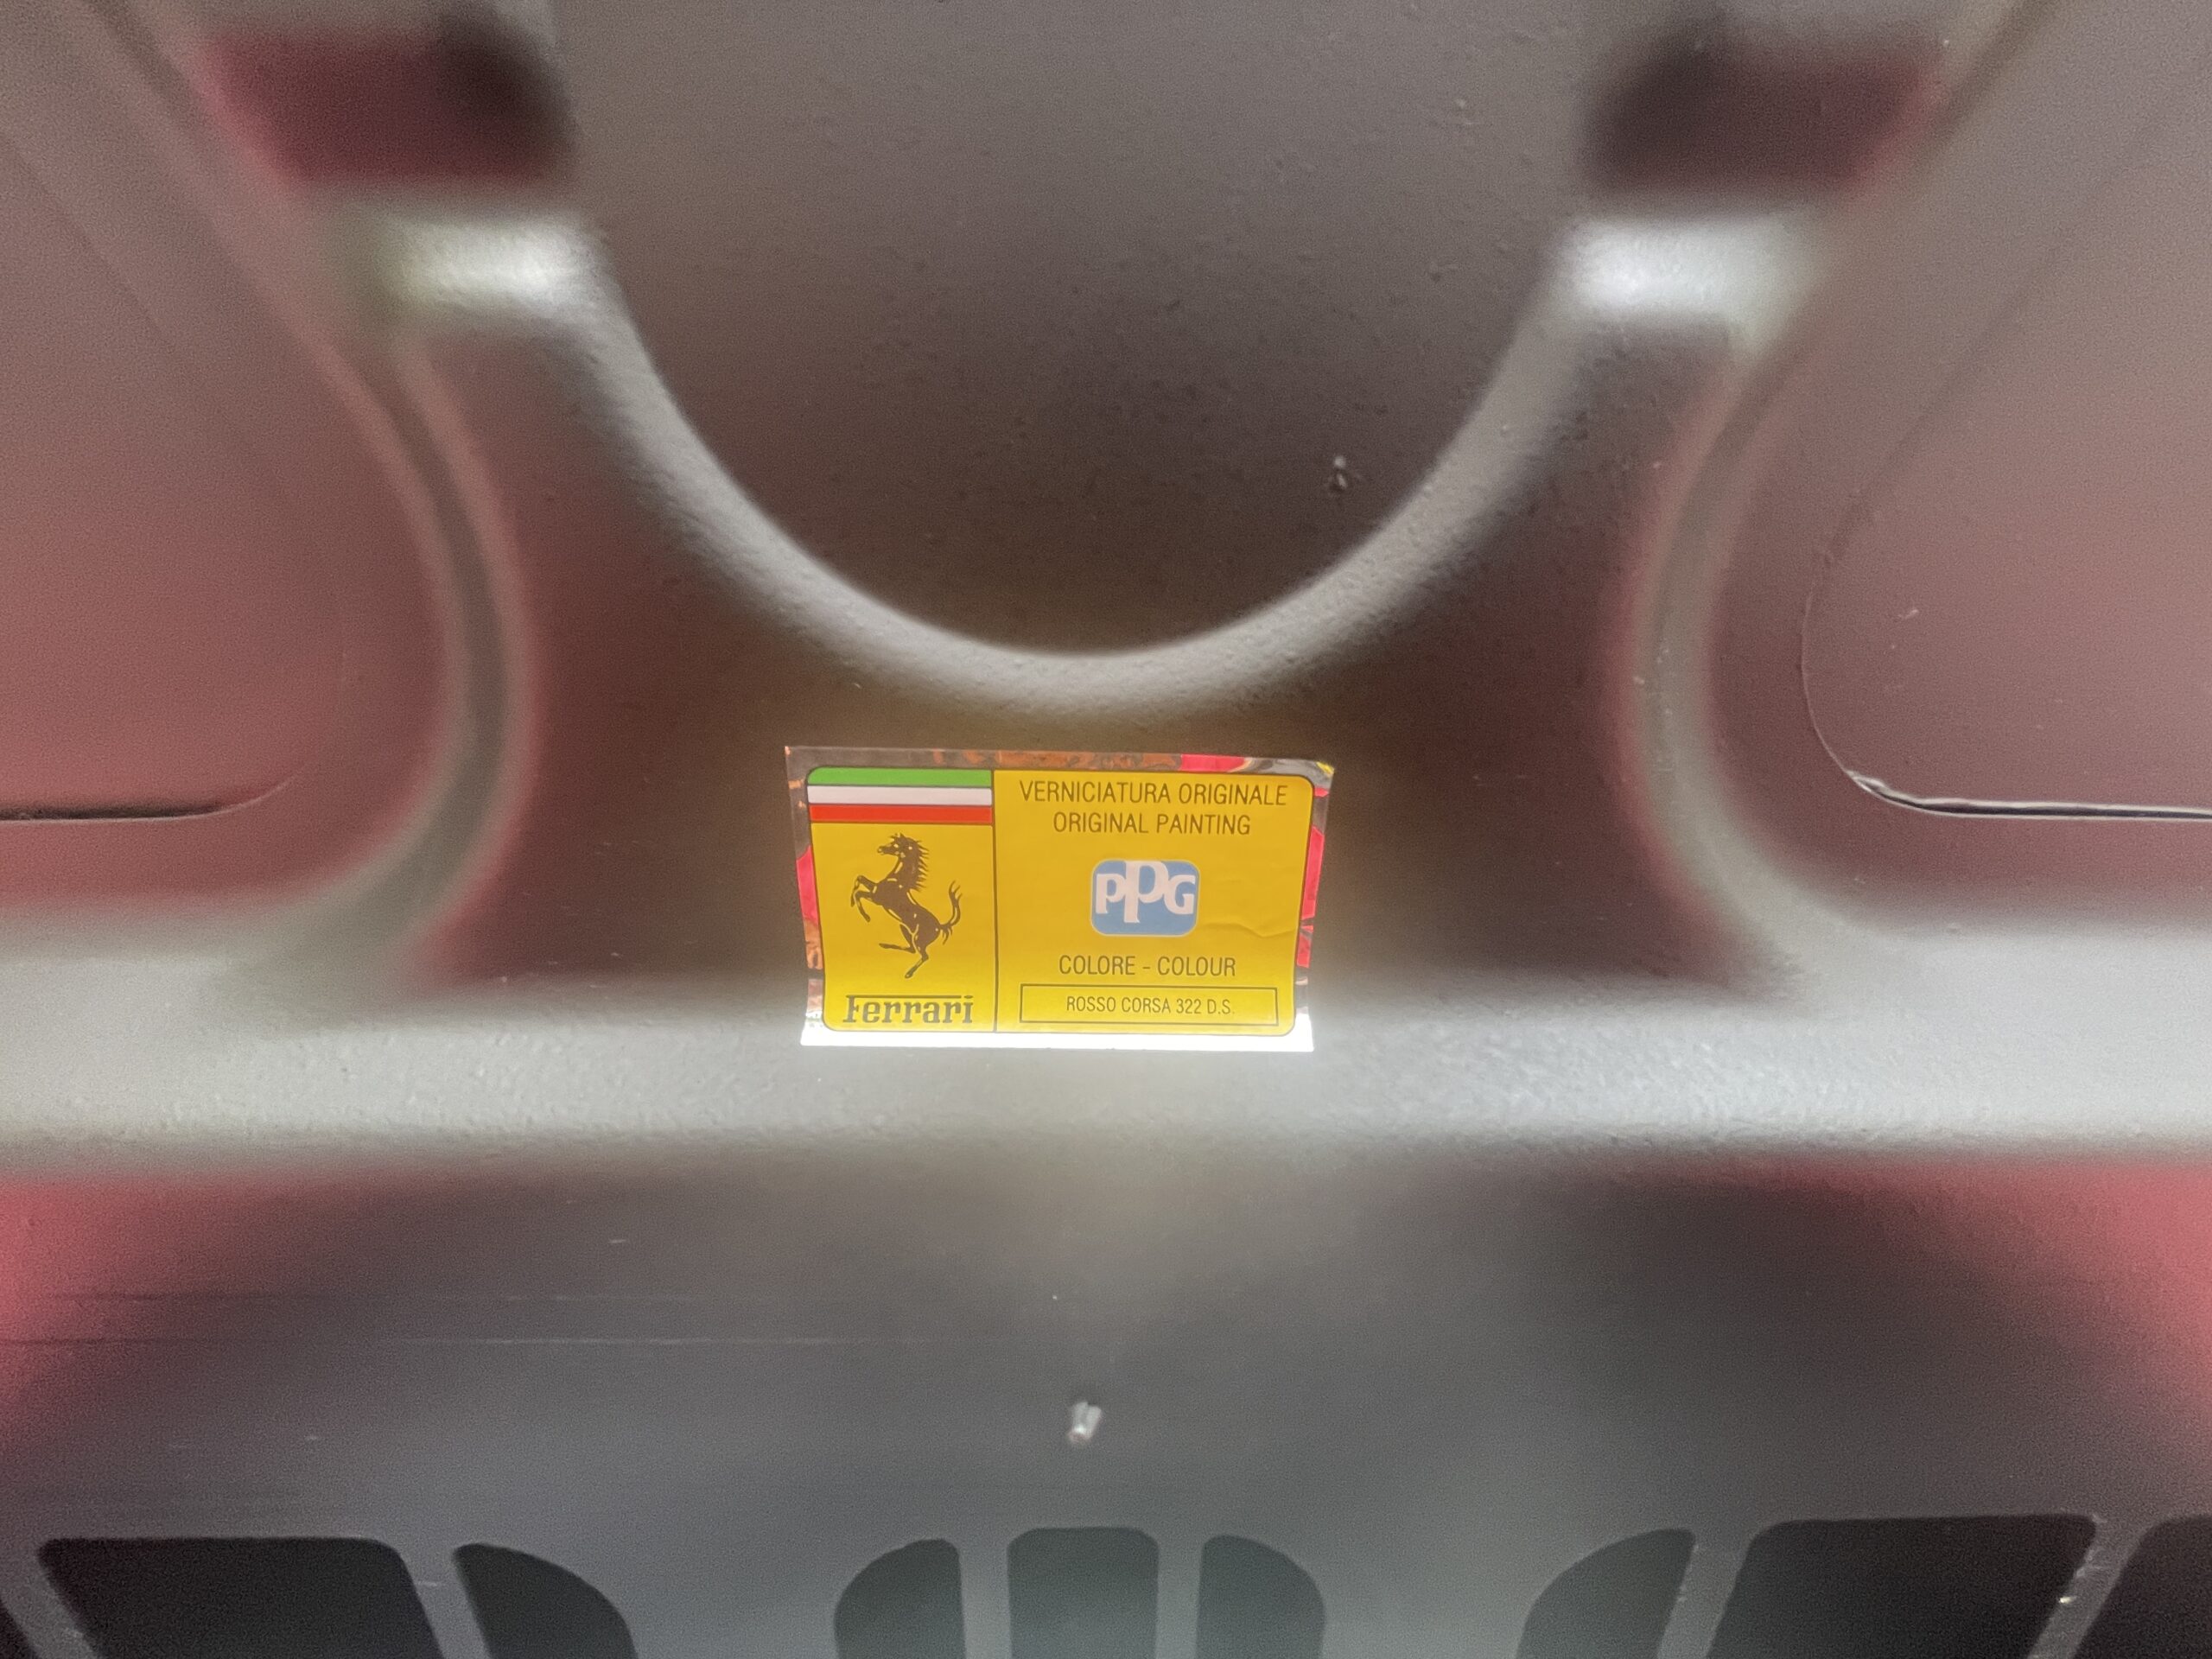 VERNICIATURA ORIGINALE
ORIGINAL PAINTING
PPG
COLORE - COLOUR
ROSSO CORSA 322 D.S.
Ferrari